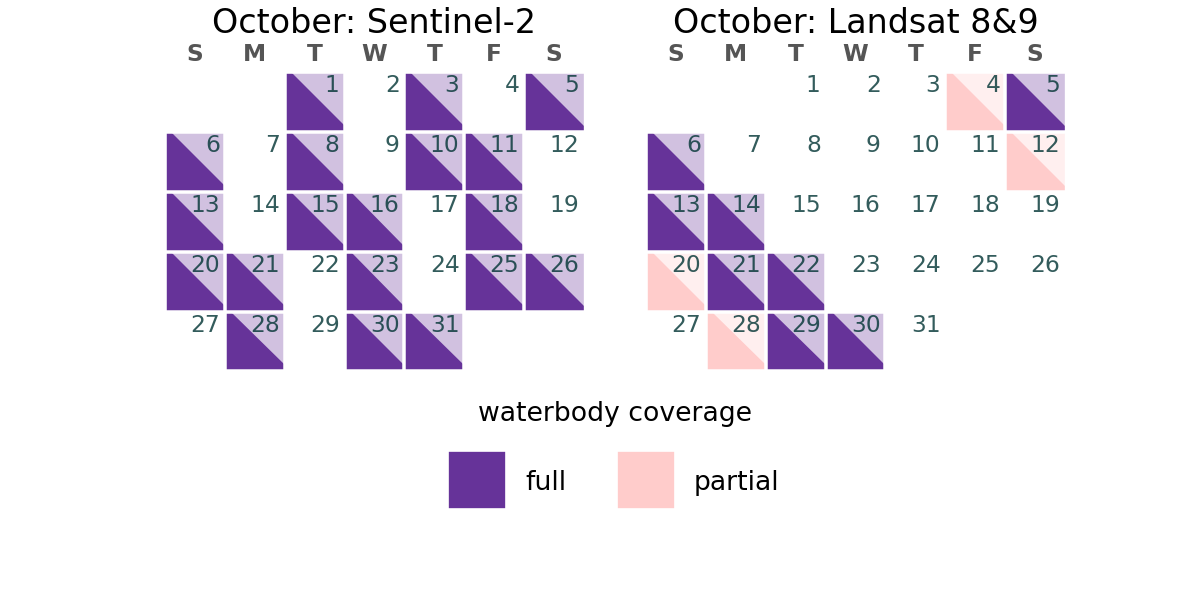 October: Sentinel-2
S M T W T F S
1 2 3 4 5
6 7 8 9 10 11 12
13 14 15 16 17 18 19
20 21 22 23 24 25 26
27 28 29 30 31
October: Landsat 8&9
S M T W T F S
1 2 3 4 5
6 7 8 9 10 11 12
13 14 15 16 17 18 19
20 21 22 23 24 25 26
27 28 29 30 31
waterbody coverage
full partial